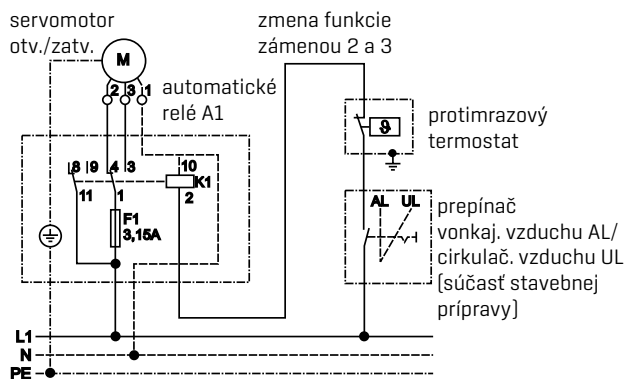 servomotor
otv./zatv.
zmena funkcie
zámenou 2 a 3
M
2 3 1
automatické
relé A1
protimrazový
termostat
ϑ
8 9 4 3 10
K1
11 1 2
F1
3,15A
AL UL
prepínač
vonkaj. vzduchu AL/
cirkulač. vzduchu UL
(súčasť stavebnej
prípravy)
L1
N
PE